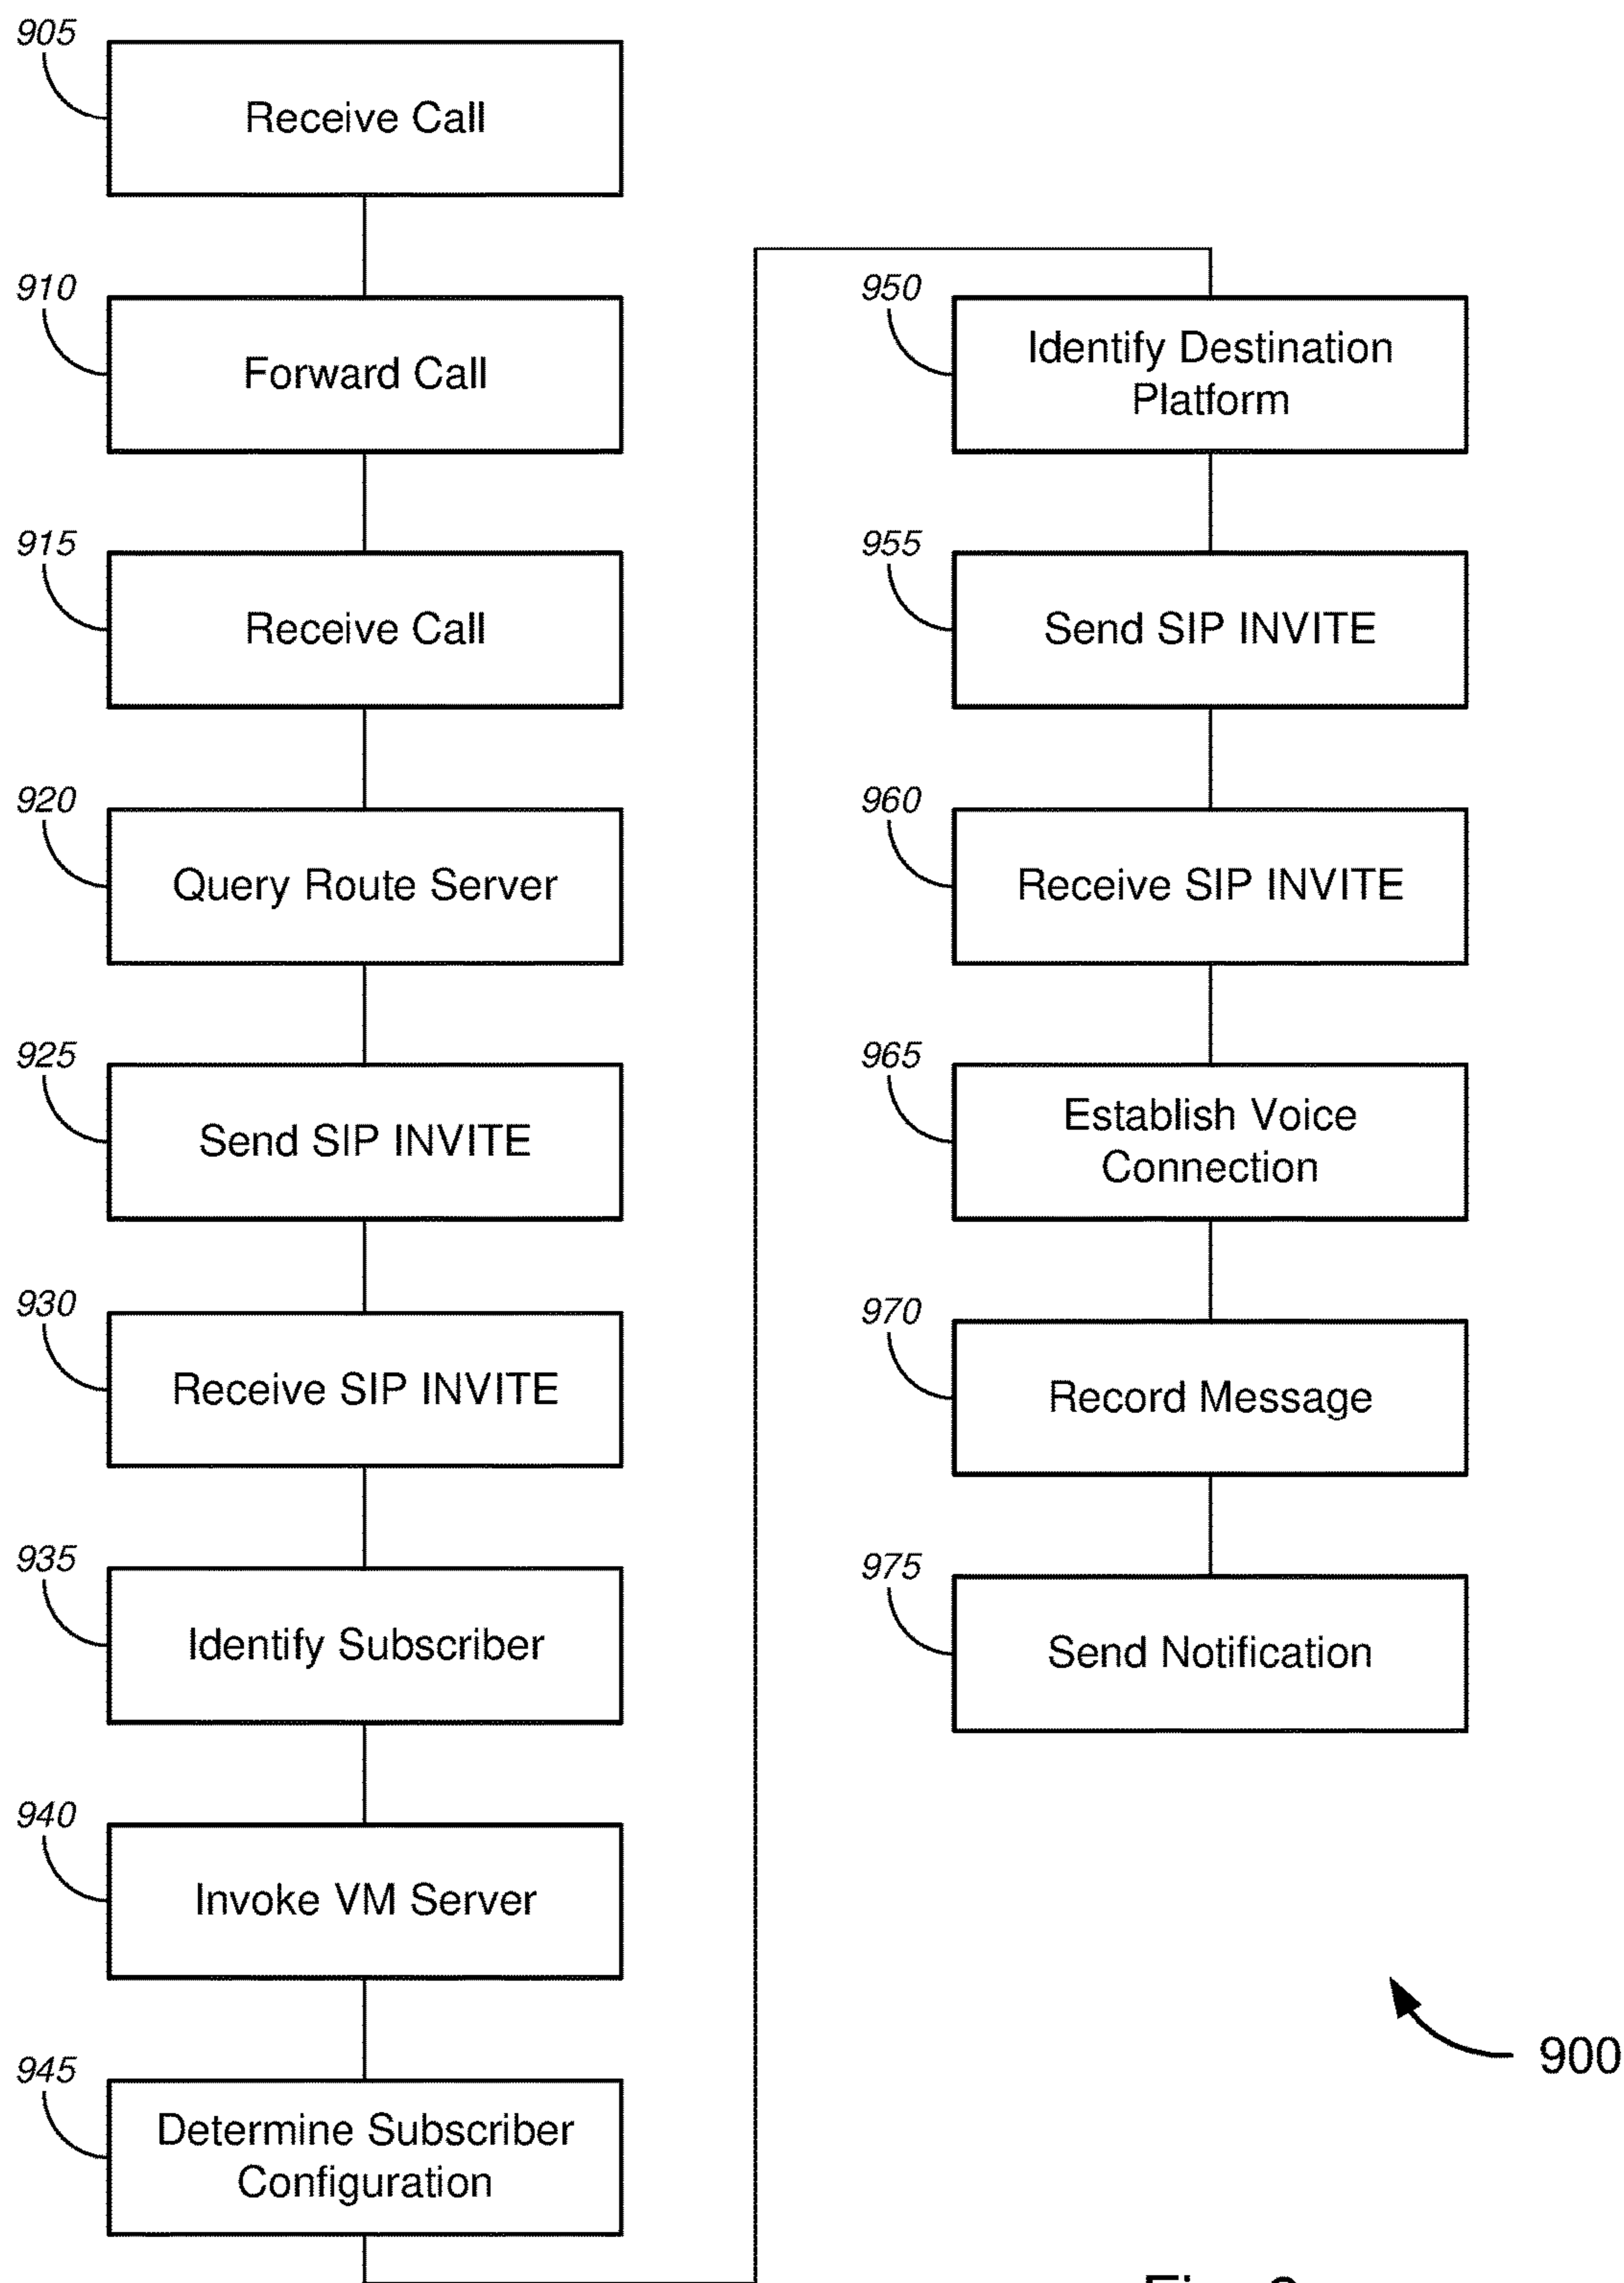 905
Receive Call
910
Forward Call
915
Receive Call
920
Query Route Server
925
Send SIP INVITE
930
Receive SIP INVITE
935
Identify Subscriber
940
Invoke VM Server
945
Determine Subscriber
Configuration
950
Identify Destination
Platform
955
Send SIP INVITE
960
Receive SIP INVITE
965
Establish Voice
Connection
970
Record Message
975
Send Notification
900